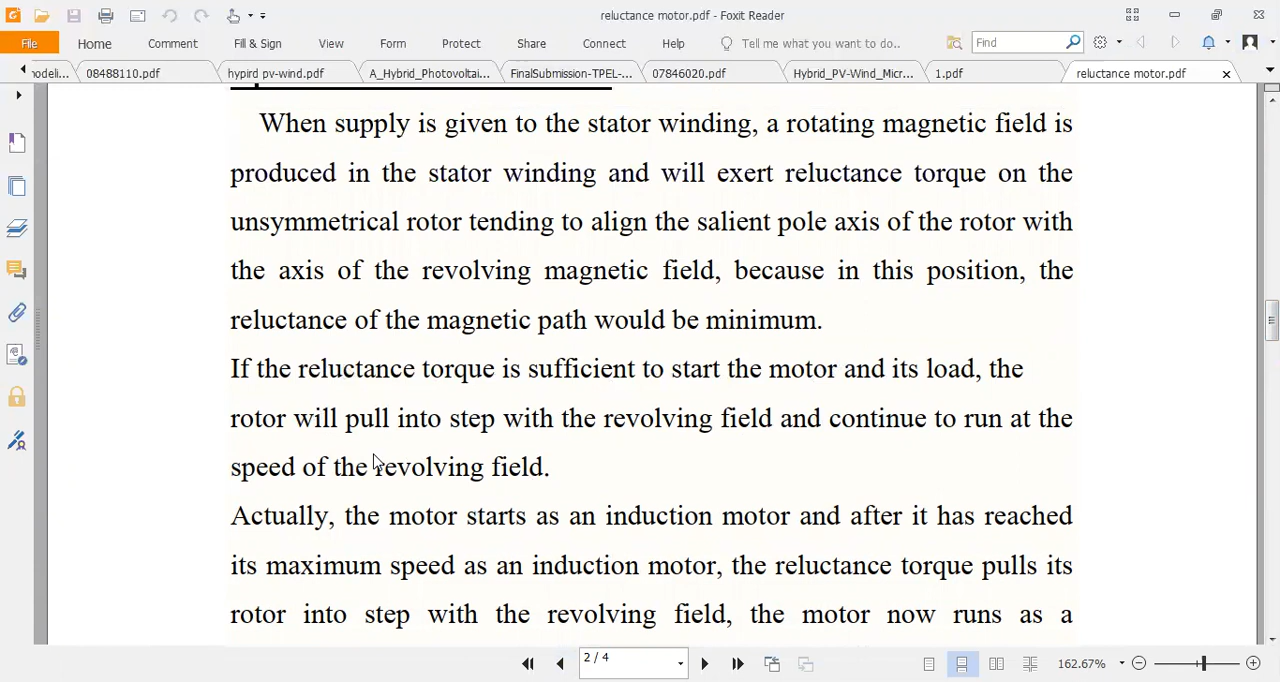 reluctance motor.pdf - Foxit Reader
File Home Comment Fill & Sign View Form Protect Share Connect Help Tell me what you want to do.. Find
nodeli... 08488110.pdf hypird pv-wind.pdf A_Hybrid_Photovoltai... FinalSubmission-TPEL-... 07846020.pdf Hybrid_PV-Wind_Micr... 1.pdf reluctance motor.pdf
When supply is given to the stator winding, a rotating magnetic field is
produced in the stator winding and will exert reluctance torque on the
unsymmetrical rotor tending to align the salient pole axis of the rotor with
the axis of the revolving magnetic field, because in this position, the
reluctance of the magnetic path would be minimum.
If the reluctance torque is sufficient to start the motor and its load, the
rotor will pull into step with the revolving field and continue to run at the
speed of the revolving field.
Actually, the motor starts as an induction motor and after it has reached
its maximum speed as an induction motor, the reluctance torque pulls its
rotor into step with the revolving field, the motor now runs as a
2 / 4 162.67%